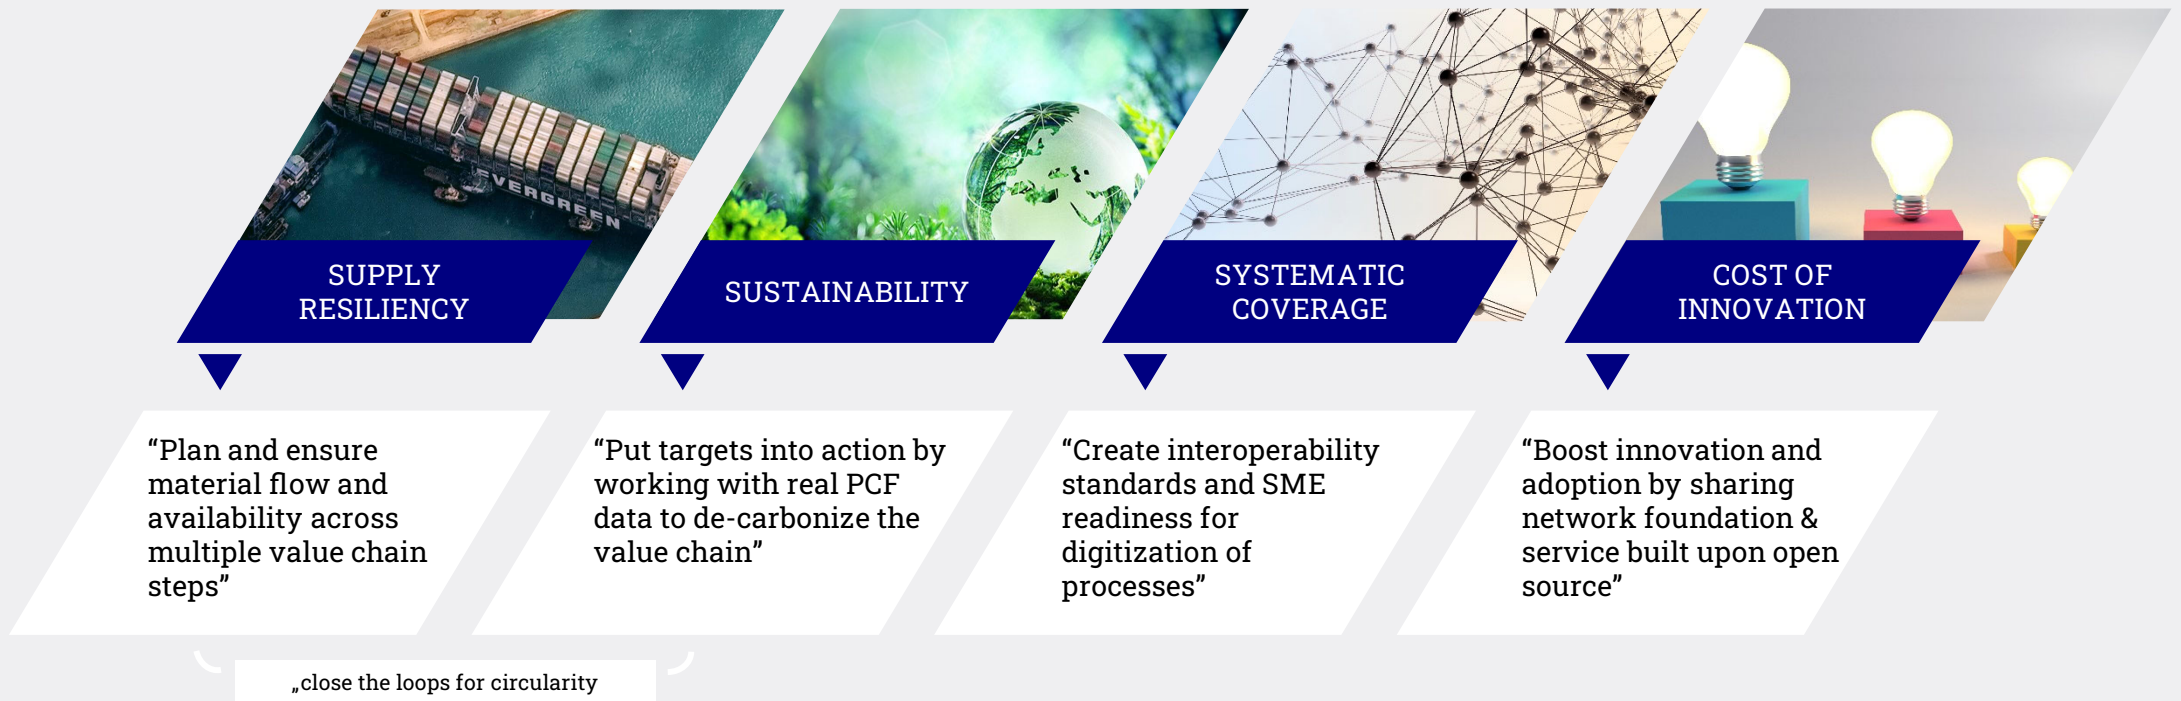 EVERGREEN
SUPPLY
RESILIENCY
SUSTAINABILITY
SYSTEMATIC
COVERAGE
COST OF
INNOVATION
“Plan and ensure
material flow and
availability across
multiple value chain
steps”
“Put targets into action by
working with real PCF
data to de-carbonize the
value chain”
“Create interoperability
standards and SME
readiness for
digitization of
processes”
“Boost innovation and
adoption by sharing
network foundation &
service built upon open
source”
„close the loops for circularity